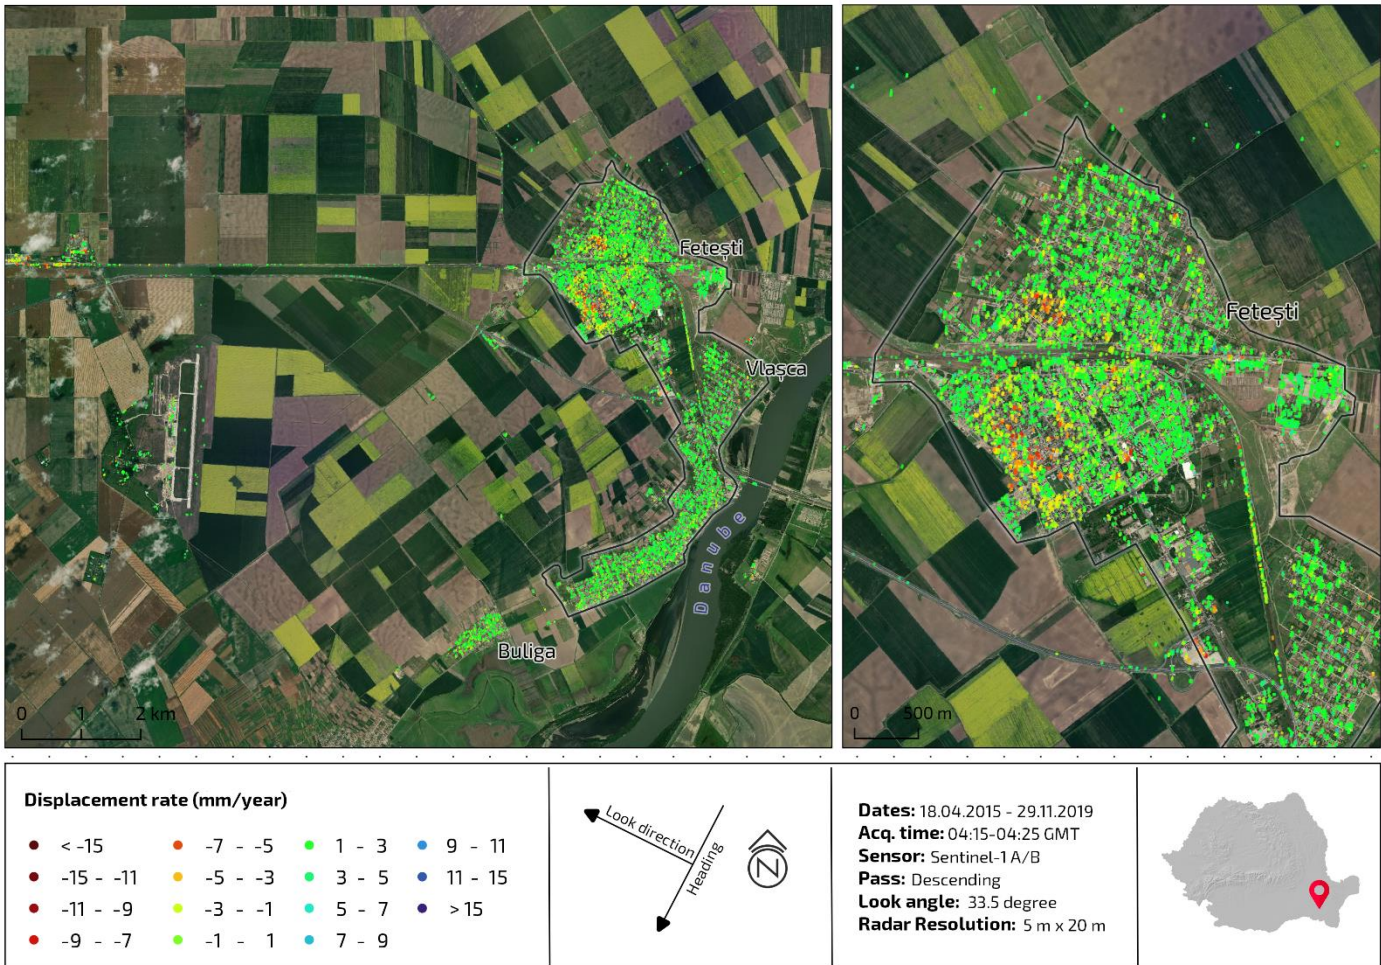 Fetești
Vlașca
Danube
Buliga
0 1 2 km
Fetești
0 500 m
Displacement rate (mm/year)
< -15
-15 - -11
-11 - -9
-9 - -7
-7 - -5
-5 - -3
-3 - -1
-1 - 1
1 - 3
3 - 5
5 - 7
7 - 9
9 - 11
11 - 15
> 15
Look direction
Heading
N
Dates: 18.04.2015 - 29.11.2019
Acq. time: 04:15-04:25 GMT
Sensor: Sentinel-1 A/B
Pass: Descending
Look angle: 33.5 degree
Radar Resolution: 5 m x 20 m